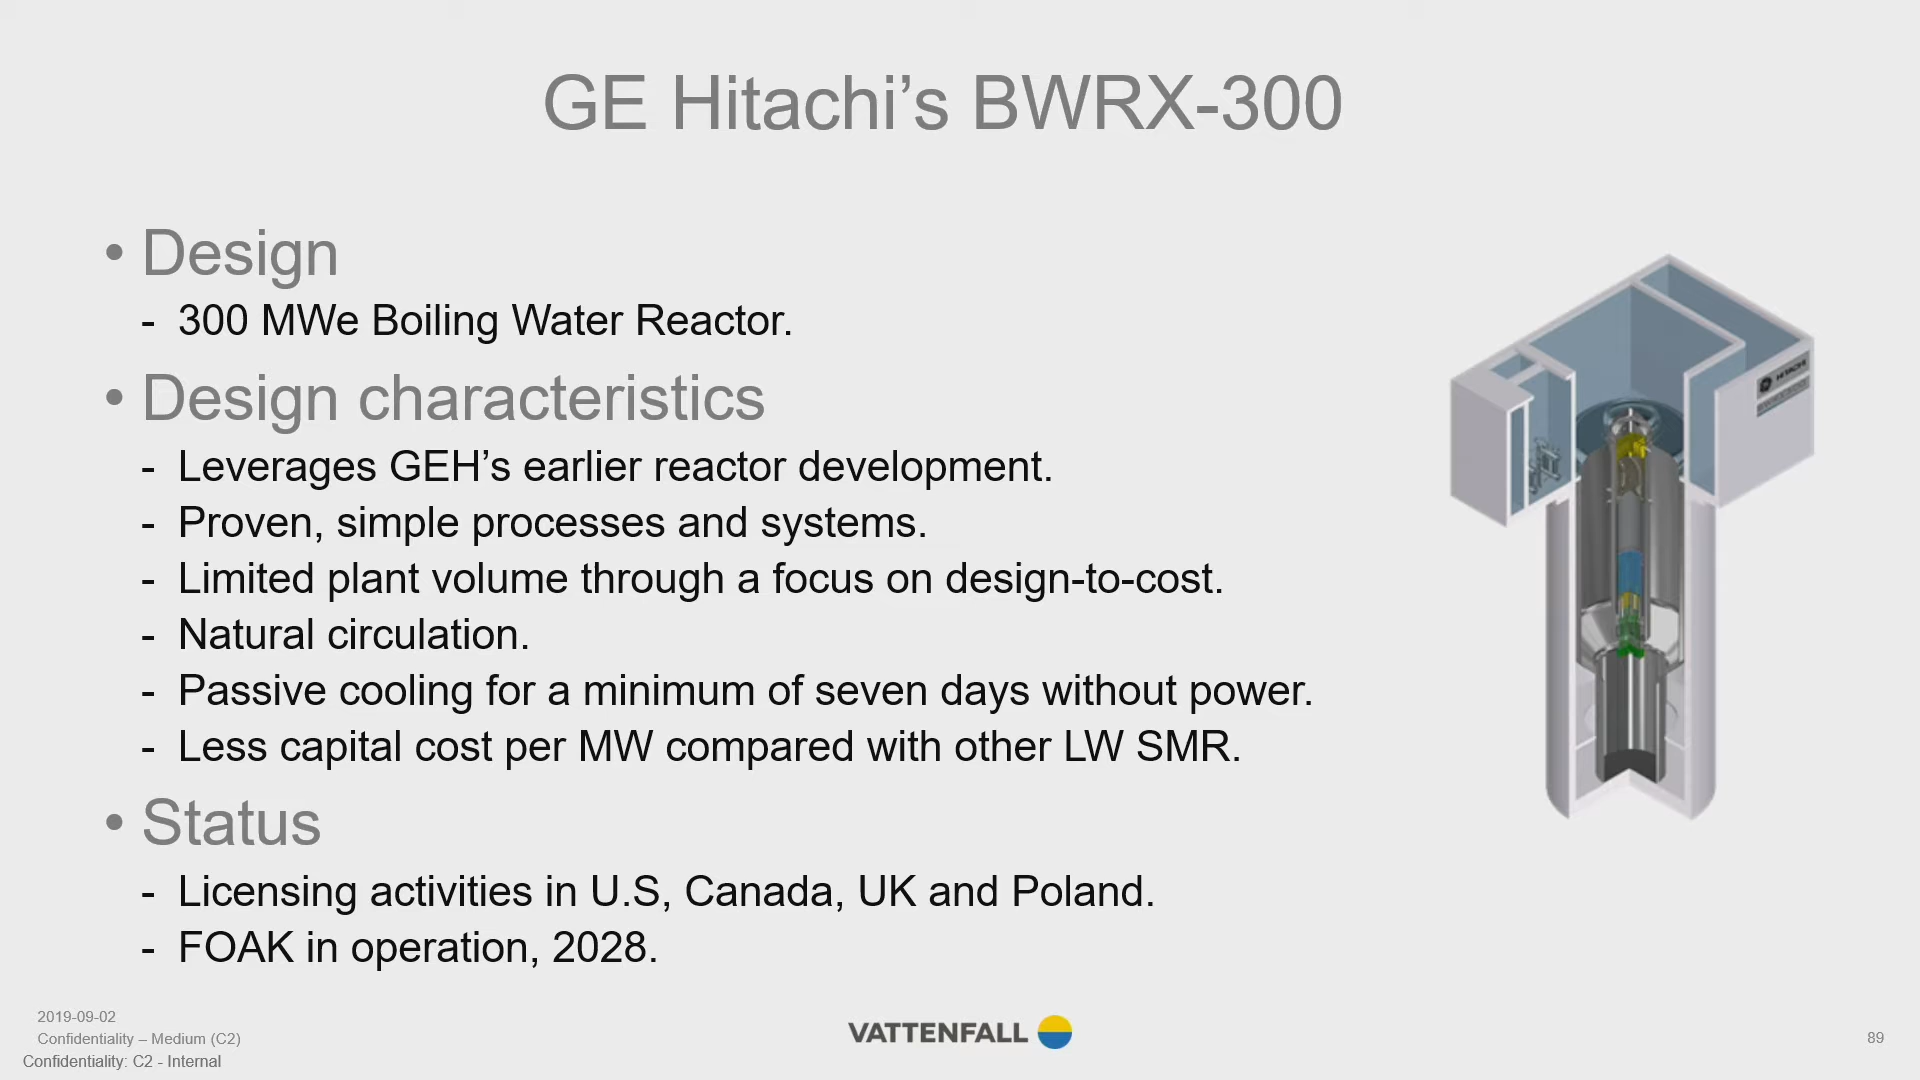 GE Hitachi’s BWRX-300
• Design
- 300 MWe Boiling Water Reactor.
• Design characteristics
- Leverages GEH’s earlier reactor development.
- Proven, simple processes and systems.
- Limited plant volume through a focus on design-to-cost.
- Natural circulation.
- Passive cooling for a minimum of seven days without power.
- Less capital cost per MW compared with other LW SMR.
• Status
- Licensing activities in U.S, Canada, UK and Poland.
- FOAK in operation, 2028.
HITACHI
2019-09-02
Confidentiality – Medium (C2)
Confidentiality: C2 - Internal
VATTENFALL
89